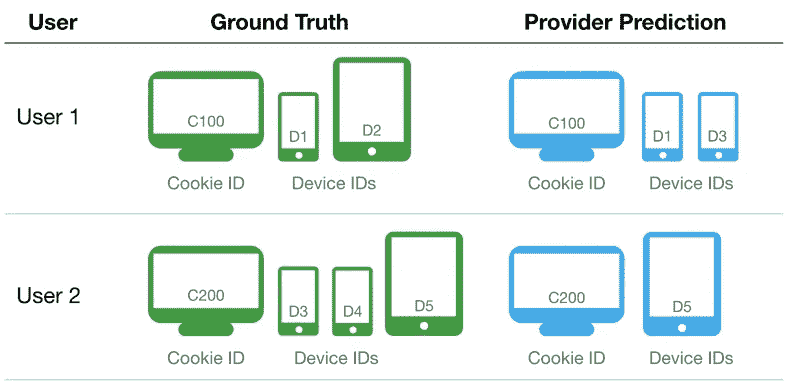 User Ground Truth Provider Prediction
User 1 C100 D1 D2 C100 D1 D3
Cookie ID Device IDs Cookie ID Device IDs
User 2 C200 D3 D4 D5 C200 D5
Cookie ID Device IDs Cookie ID Device IDs